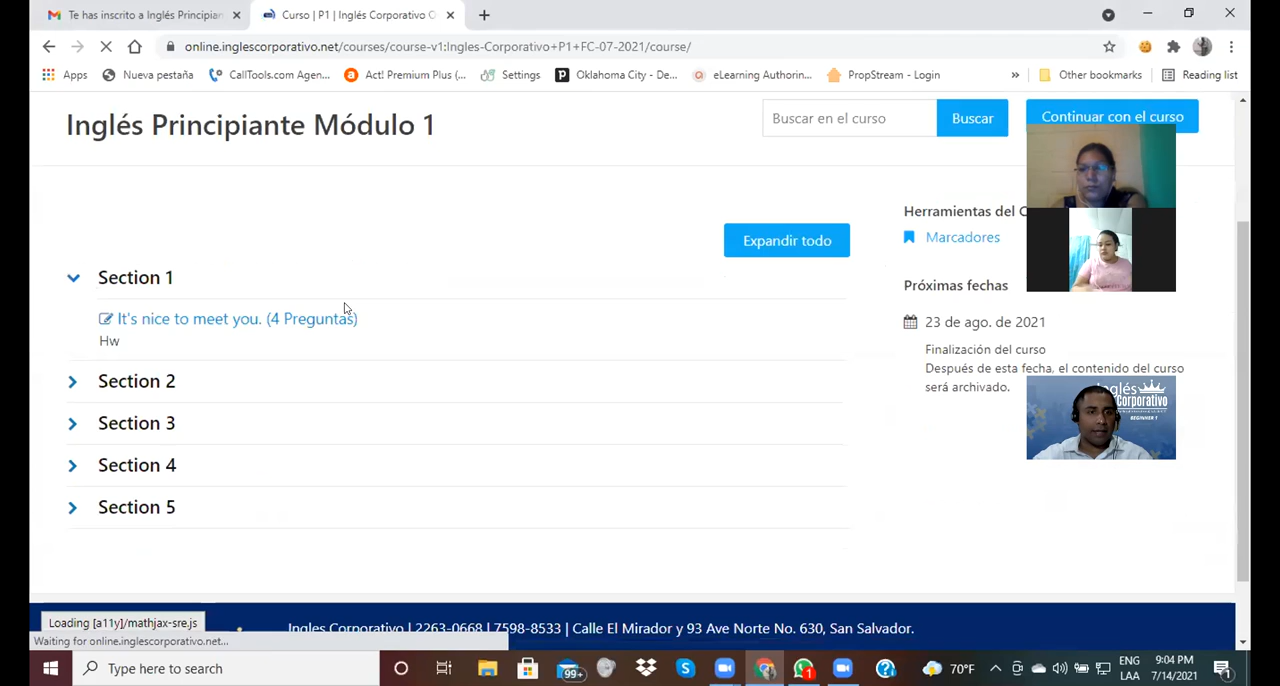 Te has inscrito a Inglés Principian
Curso | P1 | Inglés Corporativo O
online.inglescorporativo.net/courses/course-v1:Ingles-Corporativo+P1+FC-07-2021/course/
Apps
Nueva pestaña
CallTools.com Agen...
Act! Premium Plus (...
Settings
Oklahoma City - De...
eLearning Authorin...
PropStream - Login
»
Other bookmarks
Reading list
Inglés Principiante Módulo 1
Buscar en el curso
Buscar
Continuar con el curso
Expandir todo
Section 1
It's nice to meet you. (4 Preguntas)
Hw
Section 2
Section 3
Section 4
Section 5
Herramientas del C
Marcadores
Próximas fechas
23 de ago. de 2021
Finalización del curso
Después de esta fecha, el contenido del curso
será archivado.
Inglés
Corporativo
BEGINNER 1
Loading [a11y]/mathjax-sre.js
Waiting for online.inglescorporativo.net...
Ingles Corporativo | 2263-0668 | 7598-8533 | Calle El Mirador y 93 Ave Norte No. 630, San Salvador.
Type here to search
99+
1
70°F
ENG
LAA
9:04 PM
7/14/2021
1